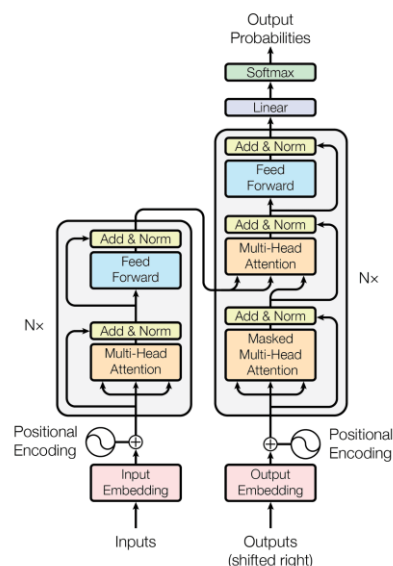 Output
Probabilities
Softmax
Linear
Add & Norm
Feed
Forward
Add & Norm
Multi-Head
Attention
Add & Norm
Masked
Multi-Head
Attention
Nx
Add & Norm
Feed
Forward
Add & Norm
Multi-Head
Attention
Nx
Positional
Encoding
Positional
Encoding
Input
Embedding
Output
Embedding
Inputs
Outputs
(shifted right)